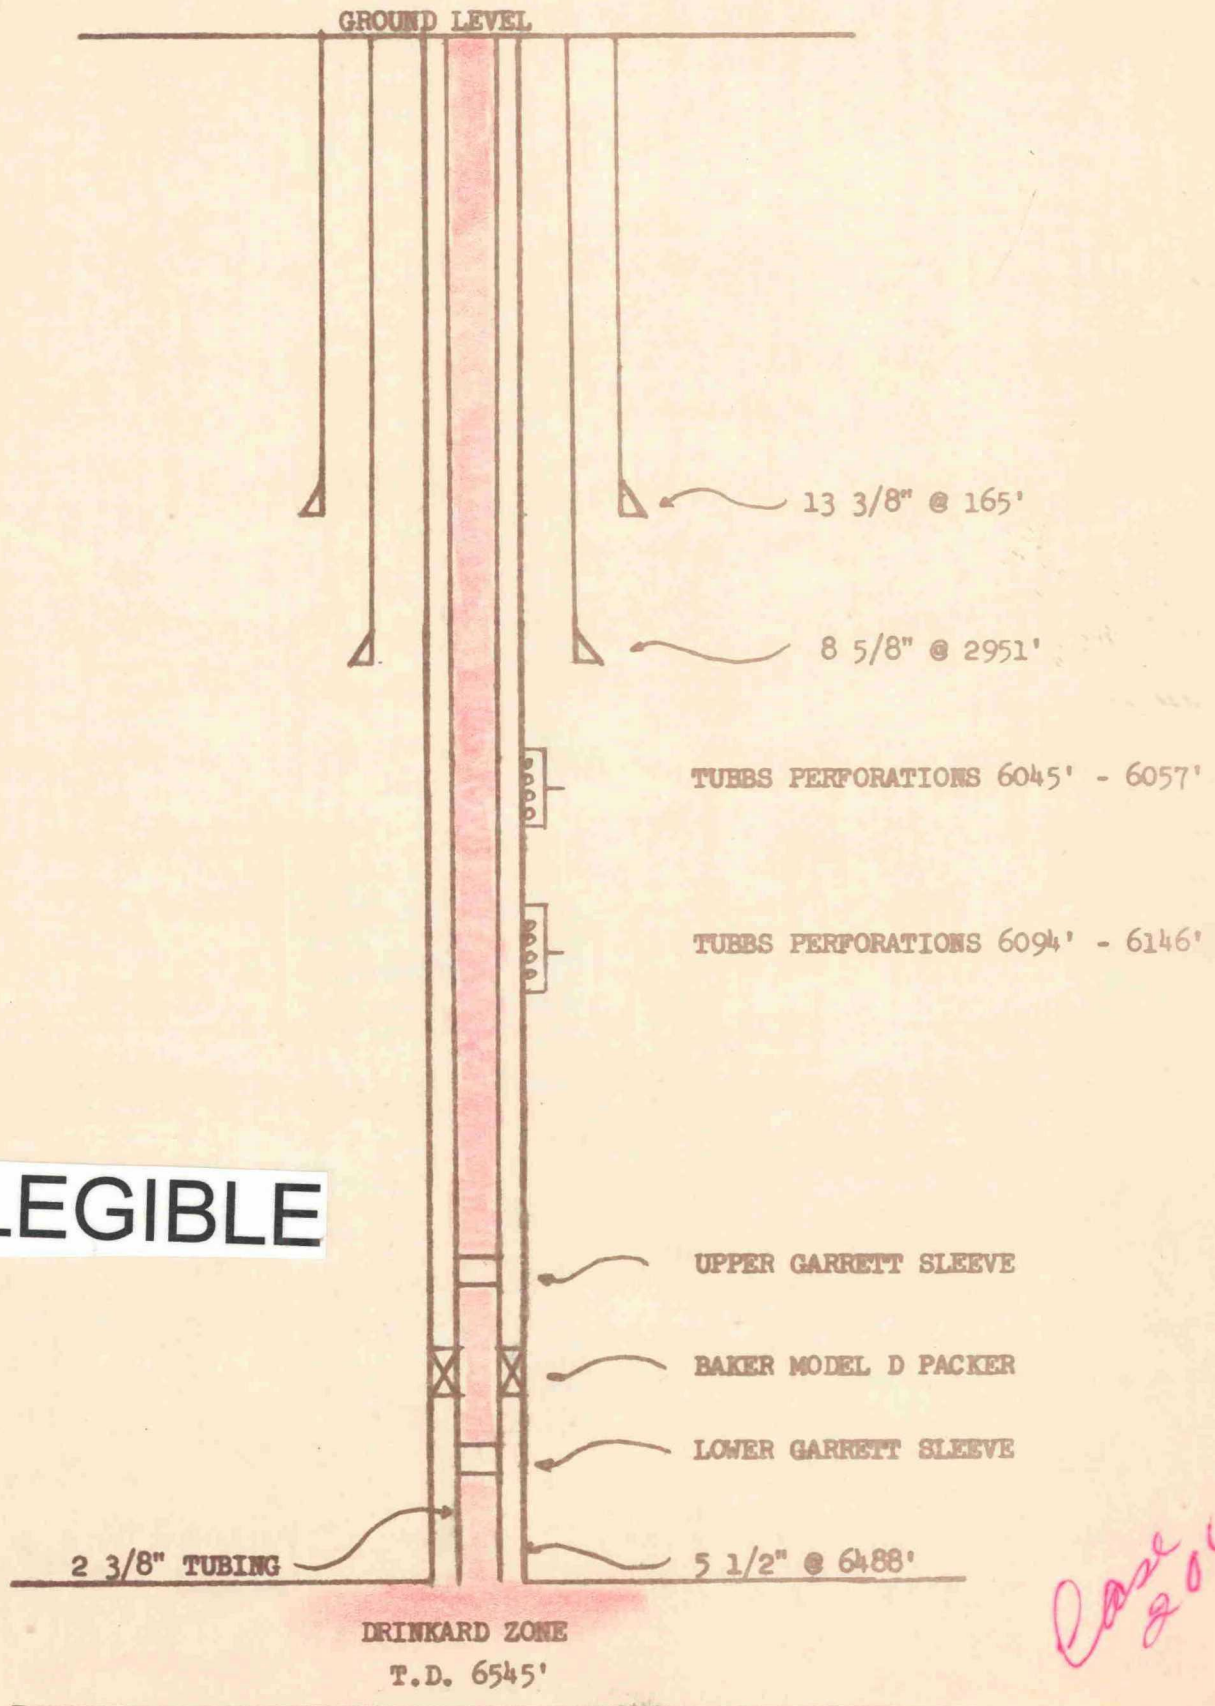 GROUND LEVEL
13 3/8" @ 165'
8 5/8" @ 2951'
TUBBS PERFORATIONS 6045' - 6057'
TUBBS PERFORATIONS 6094' - 6146'
LEGIBLE
UPPER GARRETT SLEEVE
BAKER MODEL D PACKER
LOWER GARRETT SLEEVE
2 3/8" TUBING
5 1/2" @ 6488'
DRINKARD ZONE
T.D. 6545'
Case